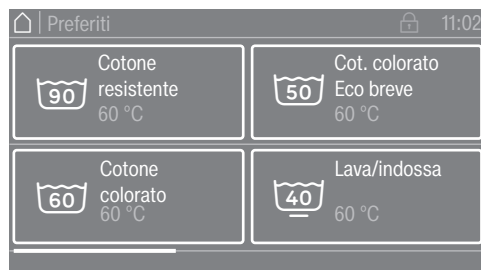 Preferiti
11:02
Cotone
resistente
90
60 °C
Cot. colorato
Eco breve
50
60 °C
Cotone
colorato
60
60 °C
Lava/indossa
40
60 °C